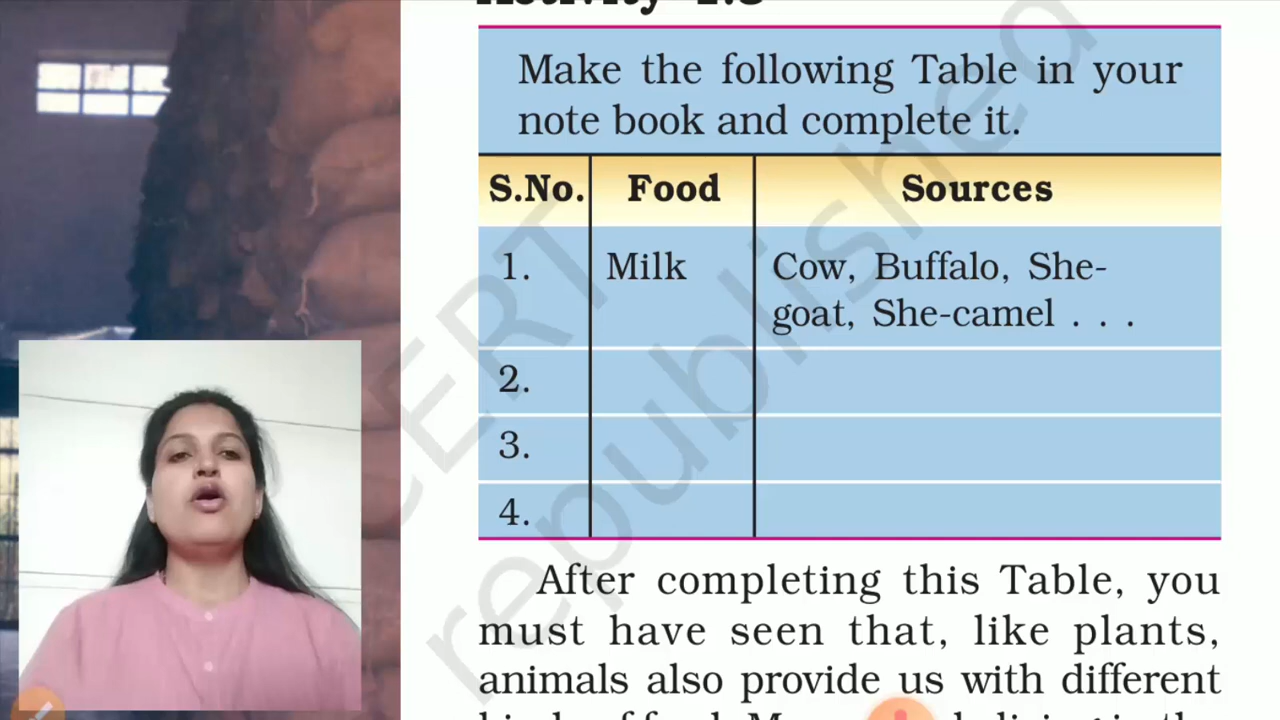 Make the following Table in your
note book and complete it.
S.No. Food Sources
1. Milk Cow, Buffalo, She-
goat, She-camel . . .
2.
3.
4.
After completing this Table, you
must have seen that, like plants,
animals also provide us with different
republished